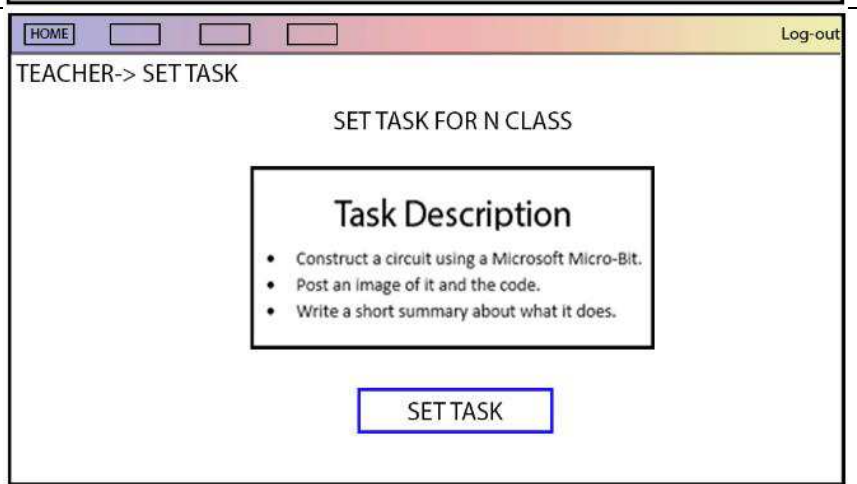 HOME Log-out
TEACHER-> SET TASK
SET TASK FOR N CLASS
Task Description
• Construct a circuit using a Microsoft Micro-Bit.
• Post an image of it and the code.
• Write a short summary about what it does.
SET TASK